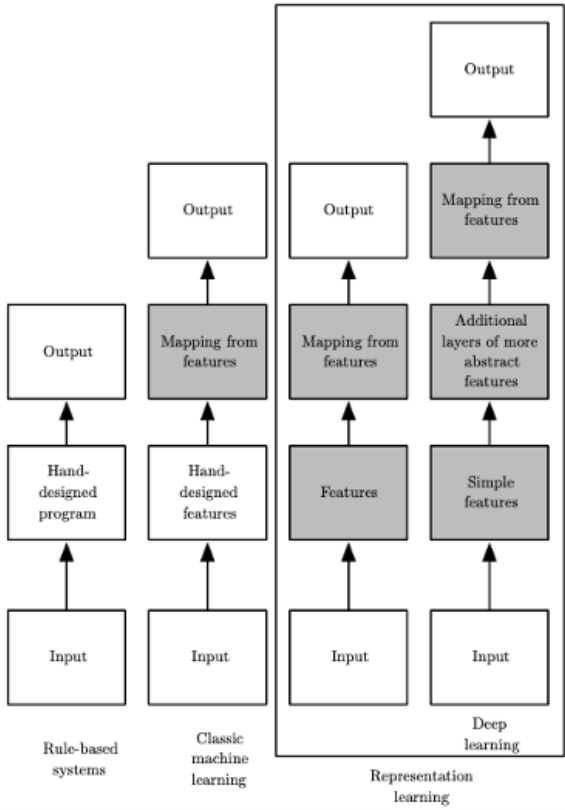 Output
Output
Output
Mapping from
features
Output
Mapping from
features
Mapping from
features
Additional
layers of more
abstract
features
Hand-
designed
program
Hand-
designed
features
Features
Simple
features
Input
Input
Input
Input
Rule-based
systems
Classic
machine
learning
Representation
learning
Deep
learning